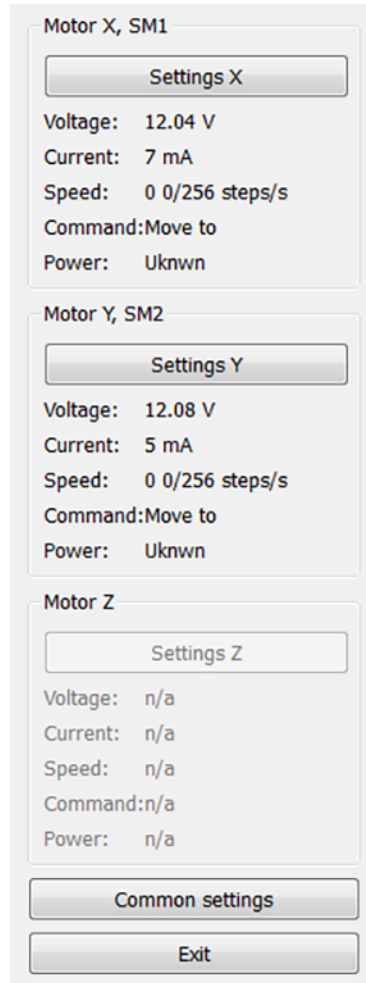 Motor X, SM1
Settings X
Voltage: 12.04 V
Current: 7 mA
Speed: 0 0/256 steps/s
Command:Move to
Power: Uknwn
Motor Y, SM2
Settings Y
Voltage: 12.08 V
Current: 5 mA
Speed: 0 0/256 steps/s
Command:Move to
Power: Uknwn
Motor Z
Settings Z
Voltage: n/a
Current: n/a
Speed: n/a
Command:n/a
Power: n/a
Common settings
Exit